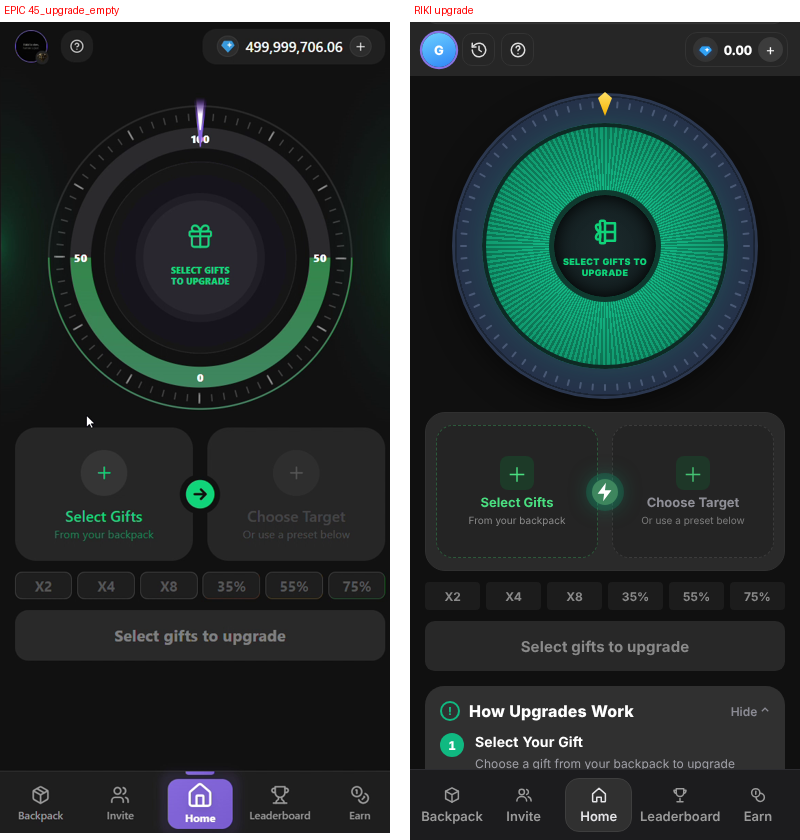 EPIC 45_upgrade_empty
499,999,706.06
100
50
50
SELECT GIFTS
TO UPGRADE
0
Select Gifts
From your backpack
Choose Target
Or use a preset below
X2
X4
X8
35%
55%
75%
Select gifts to upgrade
Backpack
Invite
Home
Leaderboard
Earn
RIKI upgrade
G
0.00
SELECT GIFTS TO
UPGRADE
Select Gifts
From your backpack
Choose Target
Or use a preset below
X2
X4
X8
35%
55%
75%
Select gifts to upgrade
How Upgrades Work
Hide
1
Select Your Gift
Choose a gift from your backpack to upgrade
Backpack
Invite
Home
Leaderboard
Earn